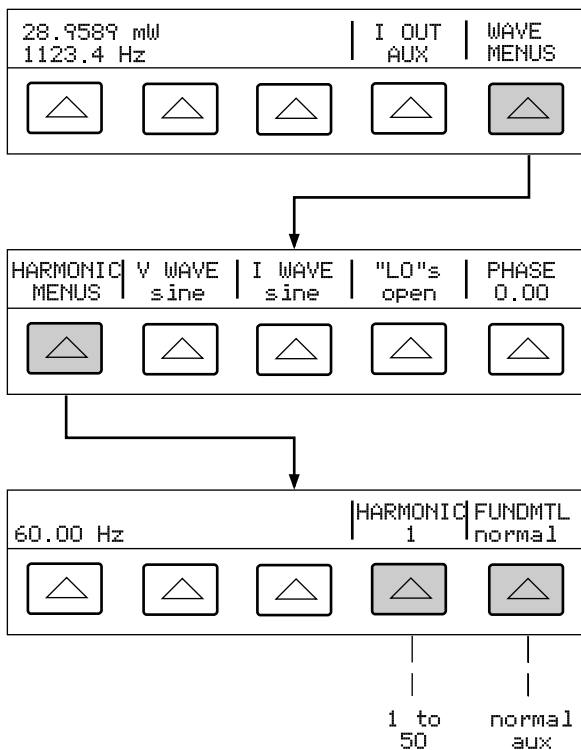 28.9589 mW
1123.4 Hz
I OUT
AUX
WAVE
MENUS
HARMONIC
MENUS
V WAVE
sine
I WAVE
sine
"LO"s
open
PHASE
0.00
60.00 Hz
HARMONIC
1
FUNDMTL
normal
1 to
50
normal
aux